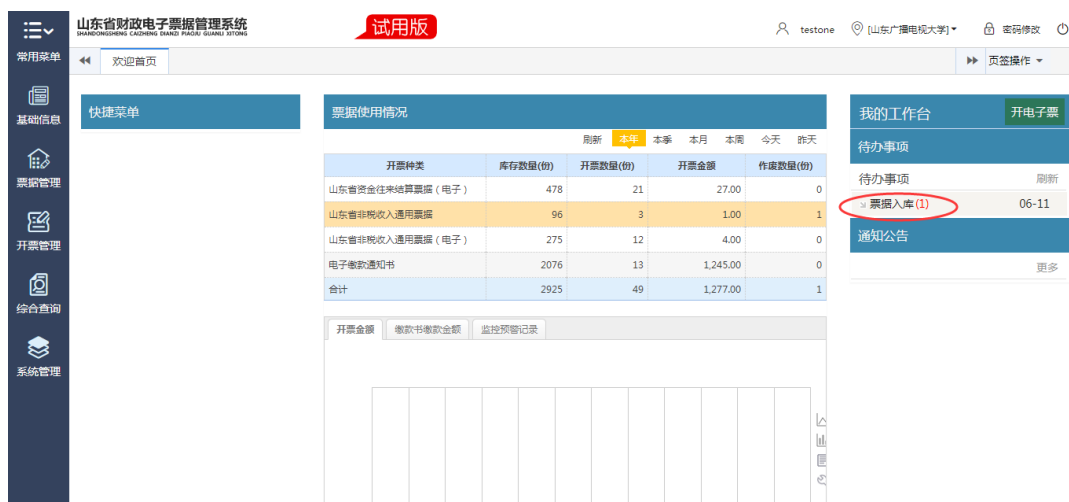 山东省财政电子票据管理系统
SHANDONGSHENG CAIZHENG DIANZI PIAOJU GUANLI XITONG
试用版
testone
[山东广播电视大学]
密码修改
常用菜单
欢迎首页
页签操作
基础信息
票据管理
开票管理
综合查询
系统管理
快捷菜单
票据使用情况
刷新 本年 本季 本月 本周 今天 昨天
开票种类 库存数量(份) 开票数量(份) 开票金额 作废数量(份)
山东省资金往来结算票据（电子） 478 21 27.00 0
山东省非税收入通用票据 96 3 1.00 1
山东省非税收入通用票据（电子） 275 12 4.00 0
电子缴款通知书 2076 13 1,245.00 0
合计 2925 49 1,277.00 1
开票金额 缴款书缴款金额 监控预警记录
我的工作台 开电子票
待办事项
待办事项 刷新
票据入库(1) 06-11
通知公告
更多